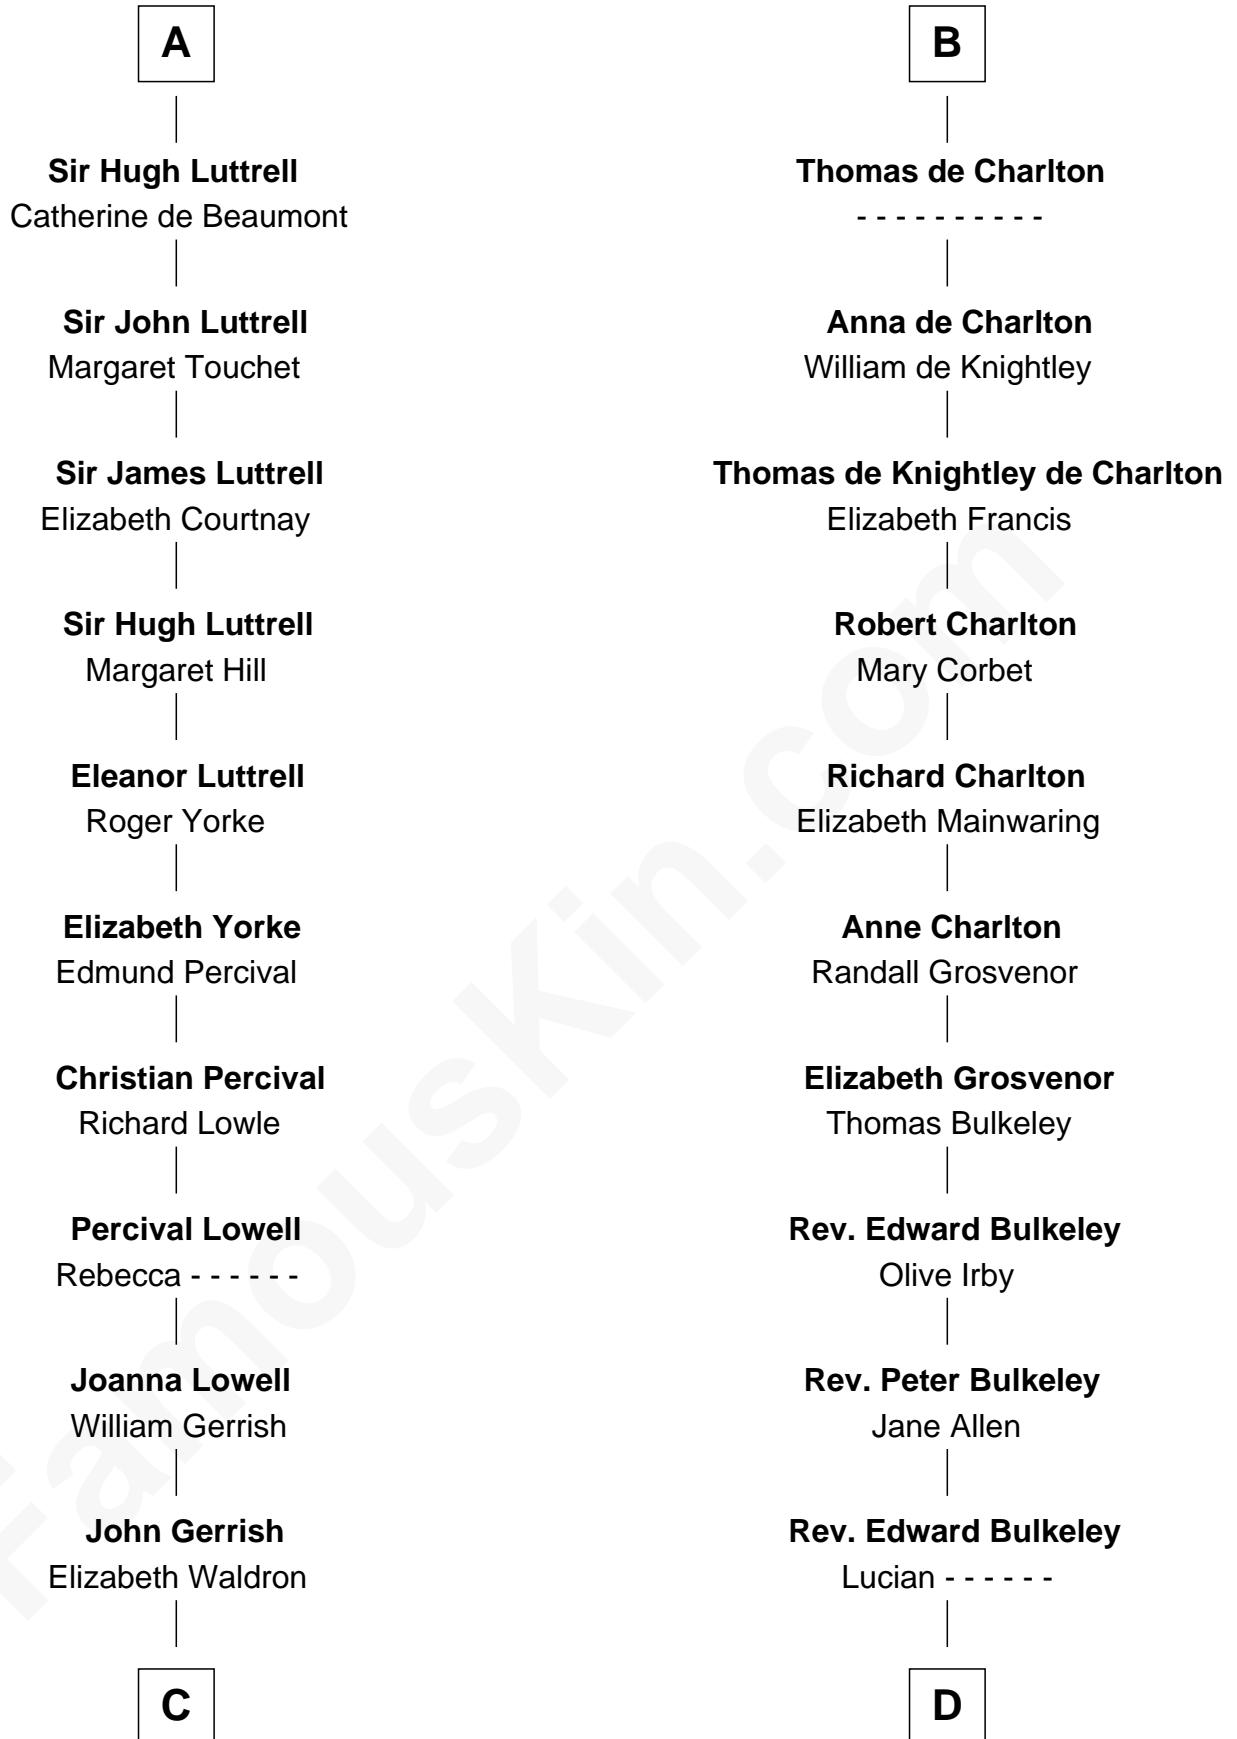 A
Sir Hugh Luttrell
Catherine de Beaumont
Sir John Luttrell
Margaret Touchet
Sir James Luttrell
Elizabeth Courtnay
Sir Hugh Luttrell
Margaret Hill
Eleanor Luttrell
Roger Yorke
Elizabeth Yorke
Edmund Percival
Christian Percival
Richard Lowle
Percival Lowell
Rebecca - - - - - -
Joanna Lowell
William Gerrish
John Gerrish
Elizabeth Waldron
C
B
Thomas de Charlton
- - - - - - - - - -
Anna de Charlton
William de Knightley
Thomas de Knightley de Charlton
Elizabeth Francis
Robert Charlton
Mary Corbet
Richard Charlton
Elizabeth Mainwaring
Anne Charlton
Randall Grosvenor
Elizabeth Grosvenor
Thomas Bulkeley
Rev. Edward Bulkeley
Olive Irby
Rev. Peter Bulkeley
Jane Allen
Rev. Edward Bulkeley
Lucian - - - - - -
D
FamousKin.com